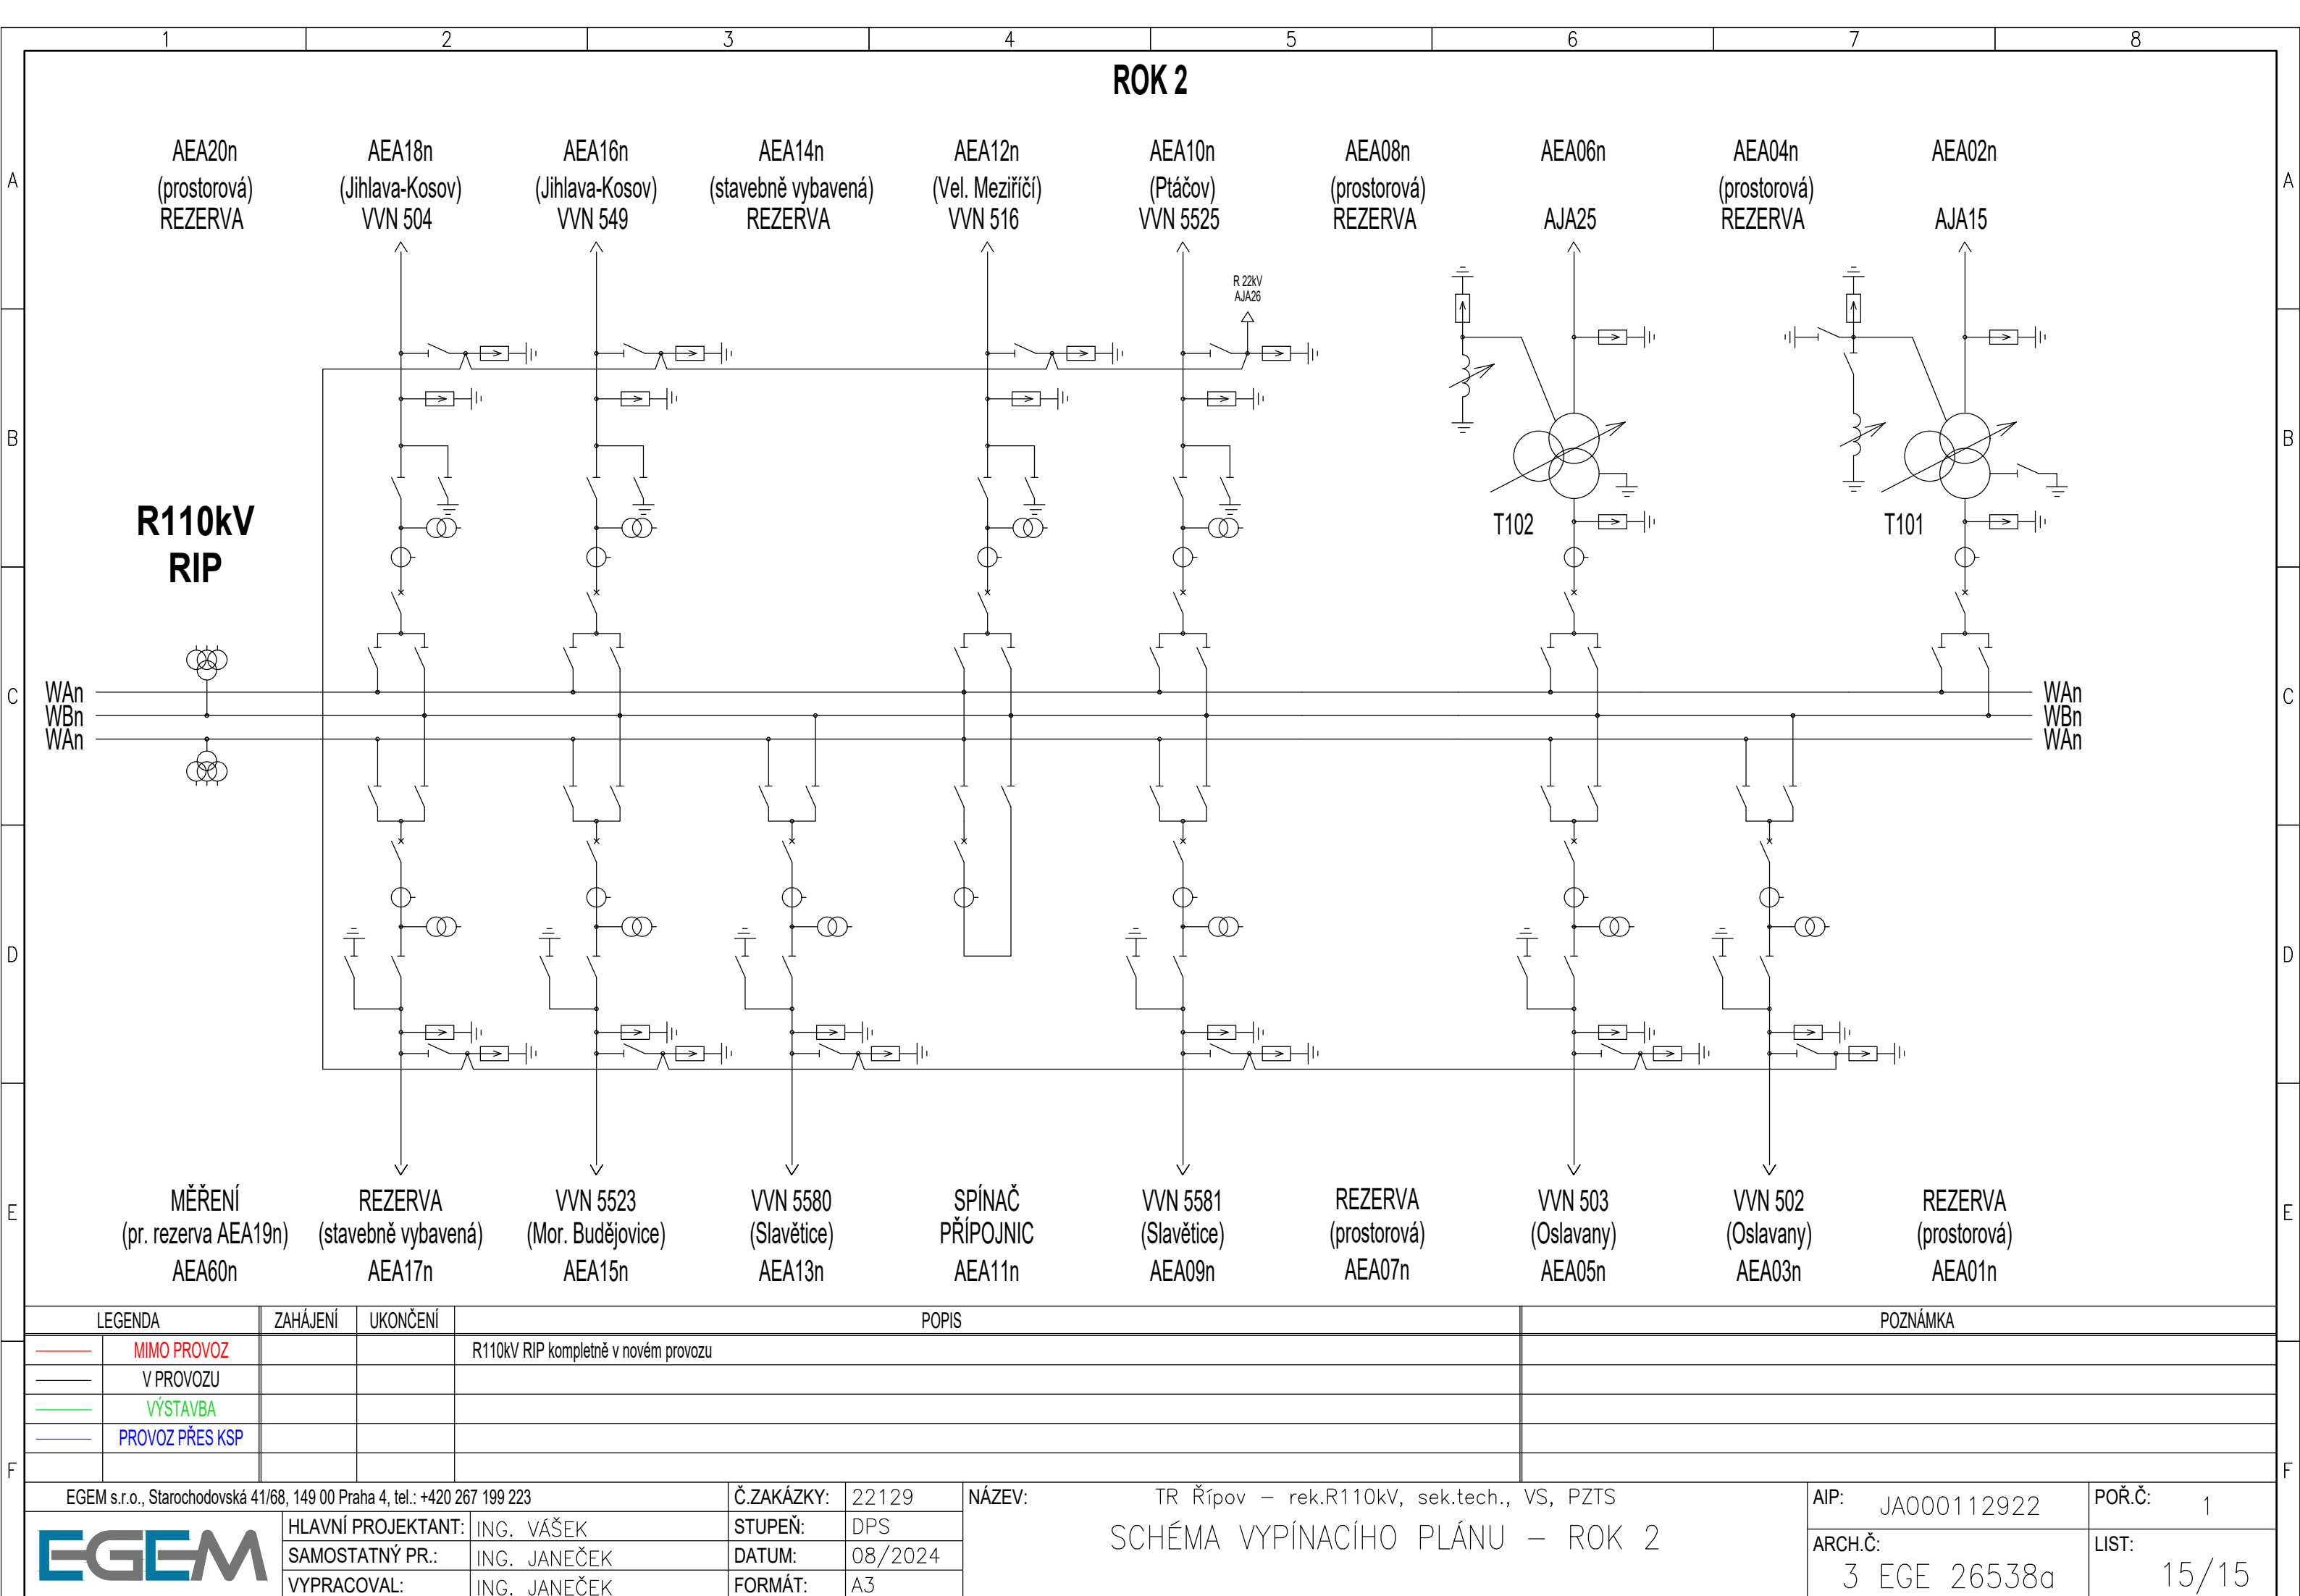 1 2 3 4 5 6 7 8
ROK 2
AEA20n AEA18n AEA16n AEA14n AEA12n AEA10n AEA08n AEA06n AEA04n AEA02n
A (prostorová) (Jihlava-Kosov) (Jihlava-Kosov) (stavebně vybavená) (Vel. Meziříčí) (Ptáčov) (prostorová) (prostorová) A
REZERVA VVN 504 VVN 549 REZERVA VVN 516 VVN 5525 REZERVA AJA25 REZERVA AJA15
R 22kV
AJA26
B B
R110kV
RIP
T102 T101
C C
WAn WAn
WBn WBn
WAn WAn
D D
MĚŘENÍ REZERVA VVN 5523 VVN 5580 SPÍNAČ VVN 5581 REZERVA VVN 503 VVN 502 REZERVA
E (pr. rezerva AEA19n) (stavebně vybavená) (Mor. Budějovice) (Slavětice) PŘÍPOJNIC (Slavětice) (prostorová) (Oslavany) (Oslavany) (prostorová) E
AEA60n AEA17n AEA15n AEA13n AEA11n AEA09n AEA07n AEA05n AEA03n AEA01n
LEGENDA ZAHÁJENÍ UKONČENÍ POPIS POZNÁMKA
MIMO PROVOZ R110kV RIP kompletně v novém provozu
V PROVOZU
VÝSTAVBA
PROVOZ PŘES KSP
F F
EGEM s.r.o., Starochodovská 41/68, 149 00 Praha 4, tel.: +420 267 199 223 Č.ZAKÁZKY: 22129 NÁZEV: TR Řípov – rek.R110kV, sek.tech., VS, PZTS AIP: JA000112922 POŘ.Č: 1
EGEM HLAVNÍ PROJEKTANT: ING. VÁŠEK STUPEŇ: DPS SCHÉMA VYPÍNACÍHO PLÁNU – ROK 2
SAMOSTATNÝ PR.: ING. JANEČEK DATUM: 08/2024 ARCH.Č: 3 EGE 26538a LIST: 15/15
VYPRACOVAL: ING. JANEČEK FORMÁT: A3